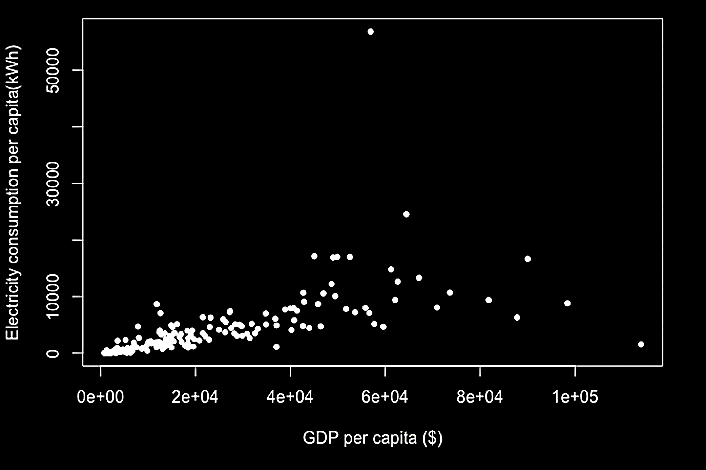 Electricity consumption per capita(kWh)
50000
30000
10000
0
0e+00 2e+04 4e+04 6e+04 8e+04 1e+05
GDP per capita ($)